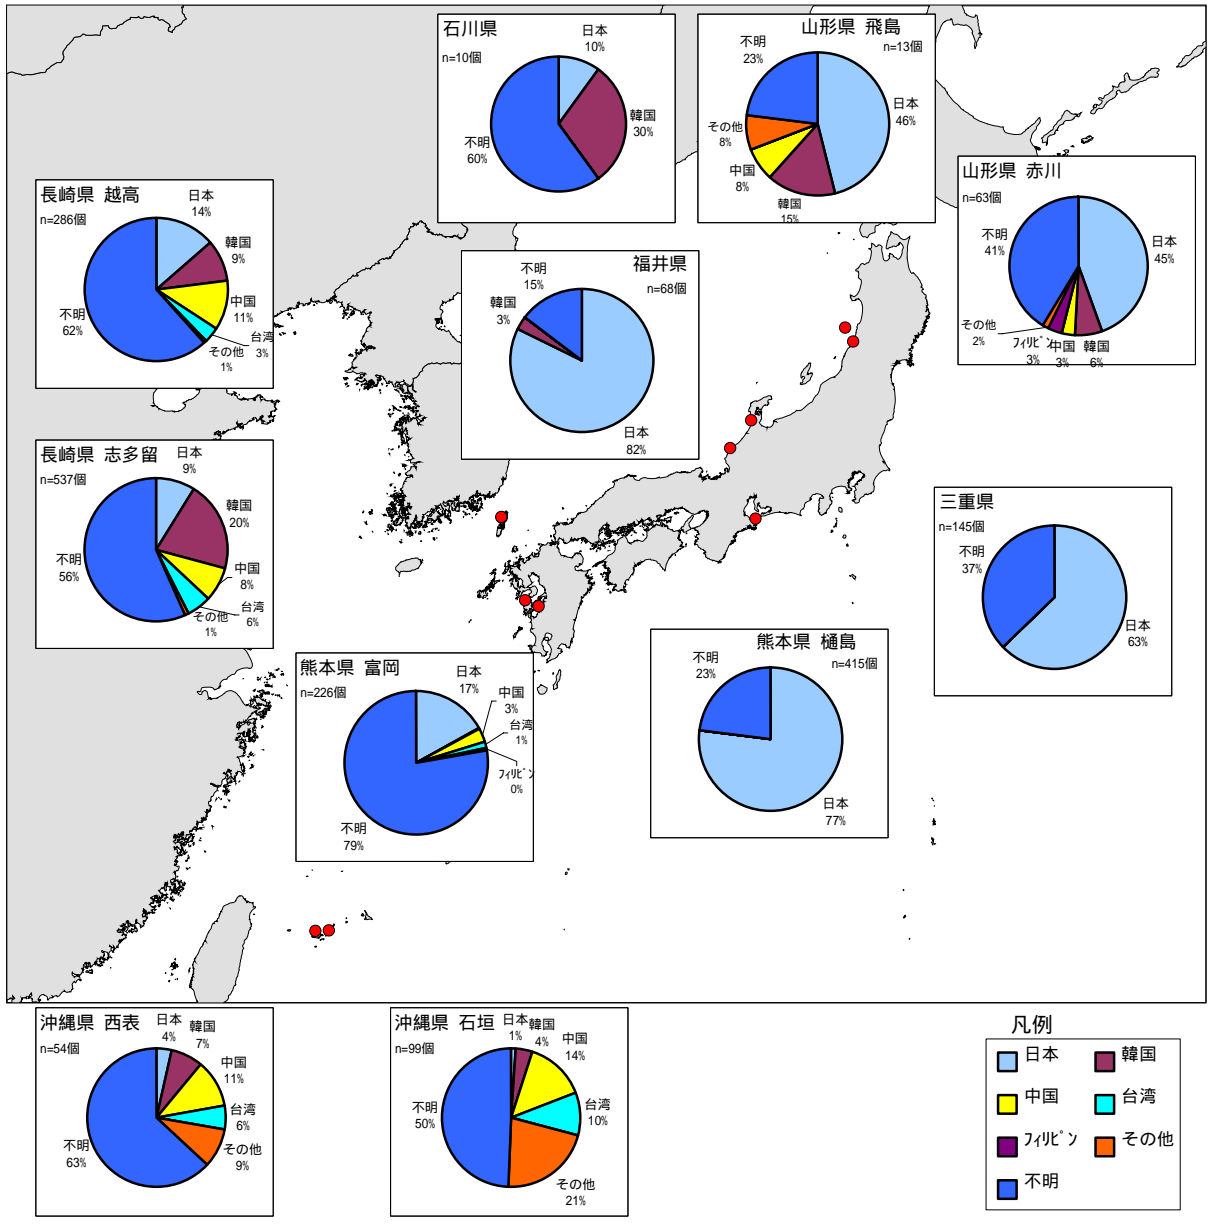 石川県
n=10個
日本
10%
韓国
30%
不明
60%
山形県 飛島
n=13個
不明
23%
日本
46%
その他
8%
中国
8%
韓国
15%
山形県 赤川
n=63個
不明
41%
日本
45%
その他
2%
ﾌｨﾘﾋﾟﾝ
3%
中国
3%
韓国
6%
長崎県 越高
n=286個
日本
14%
韓国
9%
中国
11%
台湾
3%
その他
1%
不明
62%
福井県
n=68個
不明
15%
韓国
3%
日本
82%
長崎県 志多留
n=537個
日本
9%
韓国
20%
中国
8%
台湾
6%
その他
1%
不明
56%
三重県
n=145個
不明
37%
日本
63%
熊本県 富岡
n=226個
日本
17%
中国
3%
台湾
1%
ﾌｨﾘﾋﾟﾝ
0%
不明
79%
熊本県 樋島
n=415個
不明
23%
日本
77%
沖縄県 西表
n=54個
日本
4%
韓国
7%
中国
11%
台湾
6%
その他
9%
不明
63%
沖縄県 石垣
n=99個
日本
1%
韓国
4%
中国
14%
台湾
10%
その他
21%
不明
50%
凡例
日本 韓国
中国 台湾
ﾌｨﾘﾋﾟﾝ その他
不明